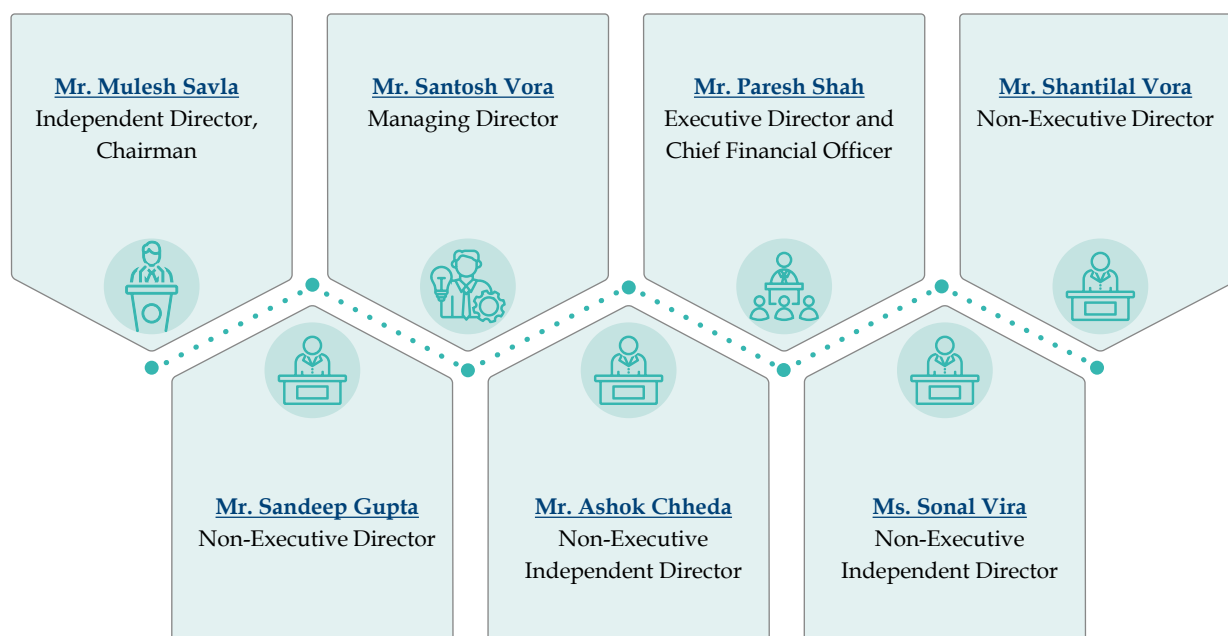 Mr. Mulesh Savla
Independent Director,
Chairman
Mr. Santosh Vora
Managing Director
Mr. Paresh Shah
Executive Director and
Chief Financial Officer
Mr. Shantilal Vora
Non-Executive Director
Mr. Sandeep Gupta
Non-Executive Director
Mr. Ashok Chheda
Non-Executive
Independent Director
Ms. Sonal Vira
Non-Executive
Independent Director